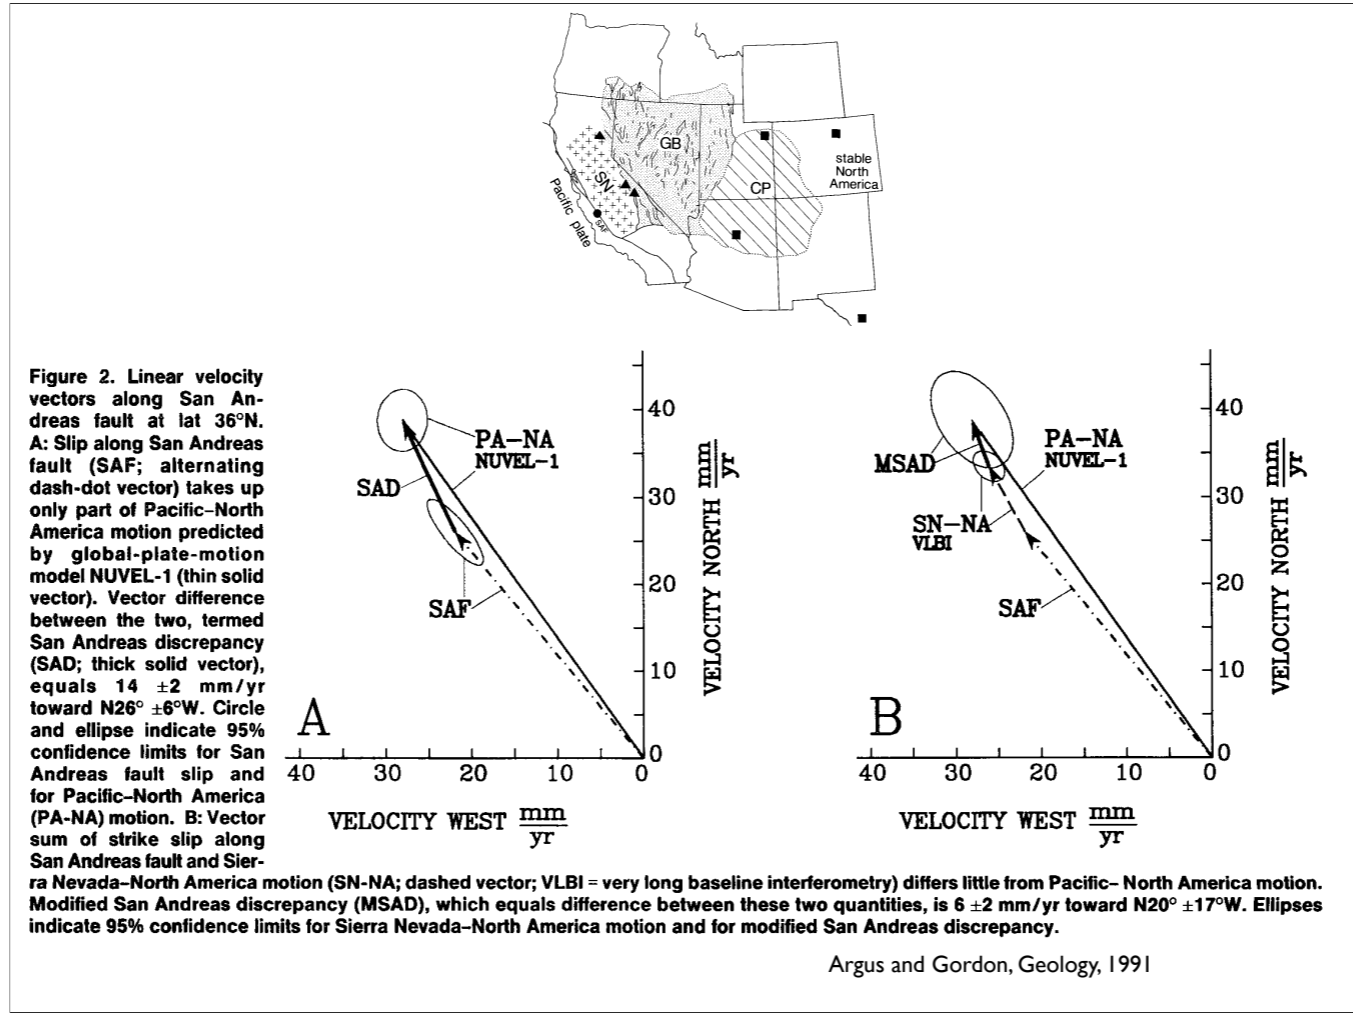 GB
stable
North
America
SN
CP
Pacific plate
SAF
Figure 2. Linear velocity
vectors along San An-
dreas fault at lat 36°N.
A: Slip along San Andreas
fault (SAF; alternating
dash-dot vector) takes up
only part of Pacific–North
America motion predicted
by global-plate-motion
model NUVEL-1 (thin solid
vector). Vector difference
between the two, termed
San Andreas discrepancy
(SAD; thick solid vector),
equals 14 ±2 mm/yr
toward N26° ±6°W. Circle
and ellipse indicate 95%
confidence limits for San
Andreas fault slip and
for Pacific–North America
(PA-NA) motion. B: Vector
sum of strike slip along
San Andreas fault and Sier-
ra Nevada–North America motion (SN-NA; dashed vector; VLBI = very long baseline interferometry) differs little from Pacific– North America motion.
Modified San Andreas discrepancy (MSAD), which equals difference between these two quantities, is 6 ±2 mm/yr toward N20° ±17°W. Ellipses
indicate 95% confidence limits for Sierra Nevada–North America motion and for modified San Andreas discrepancy.
PA–NA
NUVEL–1
SAD
SAF
A
40
30
20
10
0
VELOCITY NORTH mm/yr
40 30 20 10 0
VELOCITY WEST mm/yr
MSAD
PA–NA
NUVEL–1
SN–NA
VLBI
SAF
B
40
30
20
10
0
VELOCITY NORTH mm/yr
40 30 20 10 0
VELOCITY WEST mm/yr
Argus and Gordon, Geology, 1991